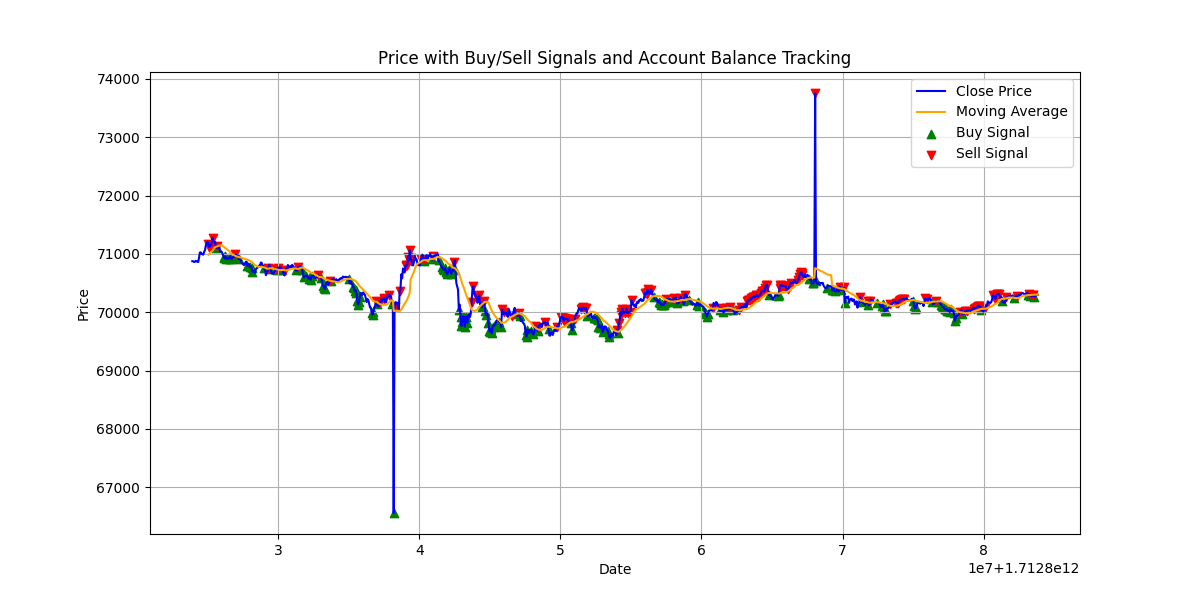 Price with Buy/Sell Signals and Account Balance Tracking
74000
73000
72000
71000
70000
69000
68000
67000
Price
Close Price
Moving Average
Buy Signal
Sell Signal
3 4 5 6 7 8
1e7+1.7128e12
Date